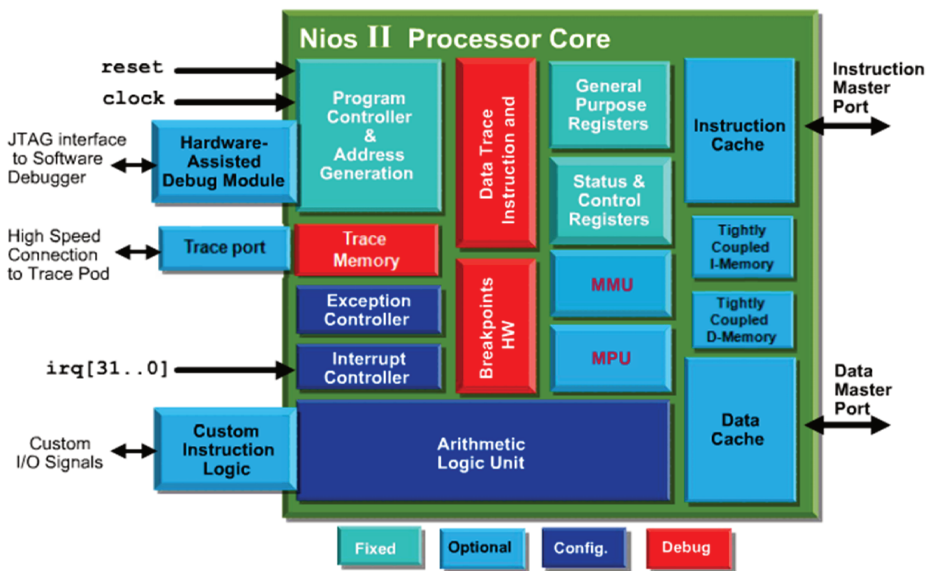 Nios II Processor Core
reset
clock
JTAG interface
to Software
Debugger
Hardware-
Assisted
Debug Module
High Speed
Connection
to Trace Pod
Trace port
irq[31..0]
Custom
I/O Signals
Custom
Instruction
Logic
Program
Controller
&
Address
Generation
Trace
Memory
Exception
Controller
Interrupt
Controller
Arithmetic
Logic Unit
Data Trace
Instruction and
Breakpoints
HW
General
Purpose
Registers
Status &
Control
Registers
MMU
MPU
Instruction
Cache
Tightly
Coupled
I-Memory
Tightly
Coupled
D-Memory
Data
Cache
Instruction
Master
Port
Data
Master
Port
Fixed
Optional
Config.
Debug